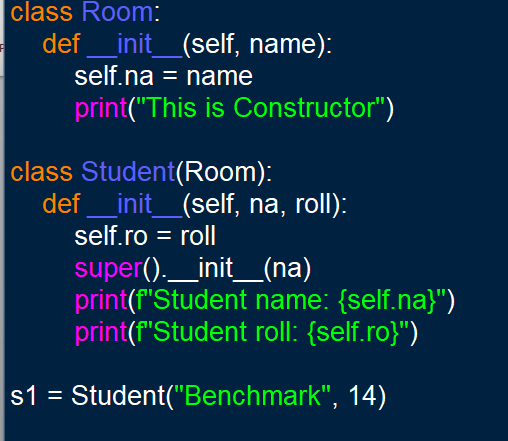 class Room:
    def __init__(self, name):
        self.na = name
        print("This is Constructor")

class Student(Room):
    def __init__(self, na, roll):
        self.ro = roll
        super().__init__(na)
        print(f"Student name: {self.na}")
        print(f"Student roll: {self.ro}")

s1 = Student("Benchmark", 14)